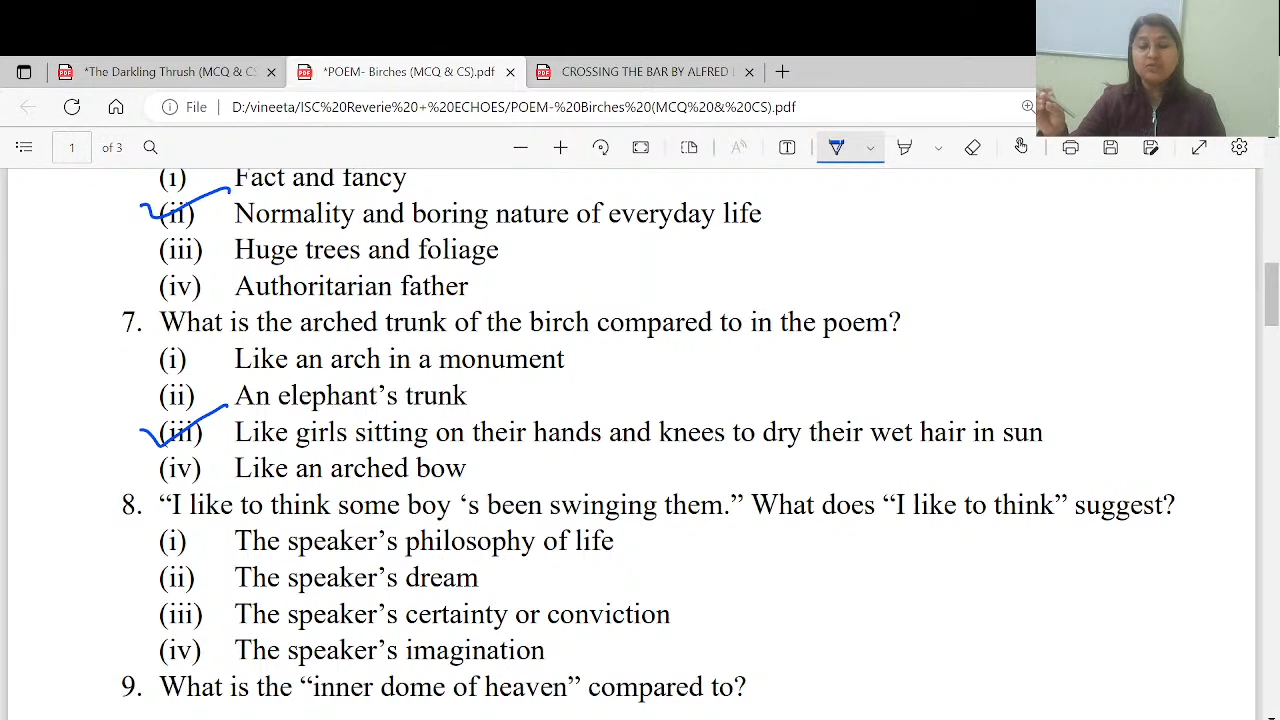 *The Darkling Thrush (MCQ & CS
*POEM- Birches (MCQ & CS).pdf
CROSSING THE BAR BY ALFRED L
File
D:/vineeta/ISC%20Reverie%20+%20ECHOES/POEM-%20Birches%20(MCQ%20&%20CS).pdf
1 of 3
(i) Fact and fancy
(ii) Normality and boring nature of everyday life
(iii) Huge trees and foliage
(iv) Authoritarian father
7. What is the arched trunk of the birch compared to in the poem?
(i) Like an arch in a monument
(ii) An elephant’s trunk
(iii) Like girls sitting on their hands and knees to dry their wet hair in sun
(iv) Like an arched bow
8. “I like to think some boy ‘s been swinging them.” What does “I like to think” suggest?
(i) The speaker’s philosophy of life
(ii) The speaker’s dream
(iii) The speaker’s certainty or conviction
(iv) The speaker’s imagination
9. What is the “inner dome of heaven” compared to?